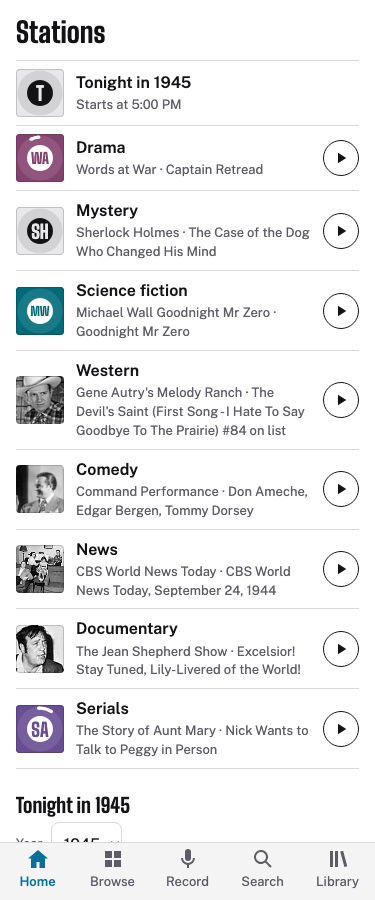 Stations
T
Tonight in 1945
Starts at 5:00 PM
WA
Drama
Words at War · Captain Retread
SH
Mystery
Sherlock Holmes · The Case of the Dog
Who Changed His Mind
MW
Science fiction
Michael Wall Goodnight Mr Zero ·
Goodnight Mr Zero
Western
Gene Autry's Melody Ranch · The
Devil's Saint (First Song - I Hate To Say
Goodbye To The Prairie) #84 on list
Comedy
Command Performance · Don Ameche,
Edgar Bergen, Tommy Dorsey
News
CBS World News Today · CBS World
News Today, September 24, 1944
Documentary
The Jean Shepherd Show · Excelsior!
Stay Tuned, Lily-Livered of the World!
SA
Serials
The Story of Aunt Mary · Nick Wants to
Talk to Peggy in Person
Tonight in 1945
Year 1945
Home Browse Record Search Library